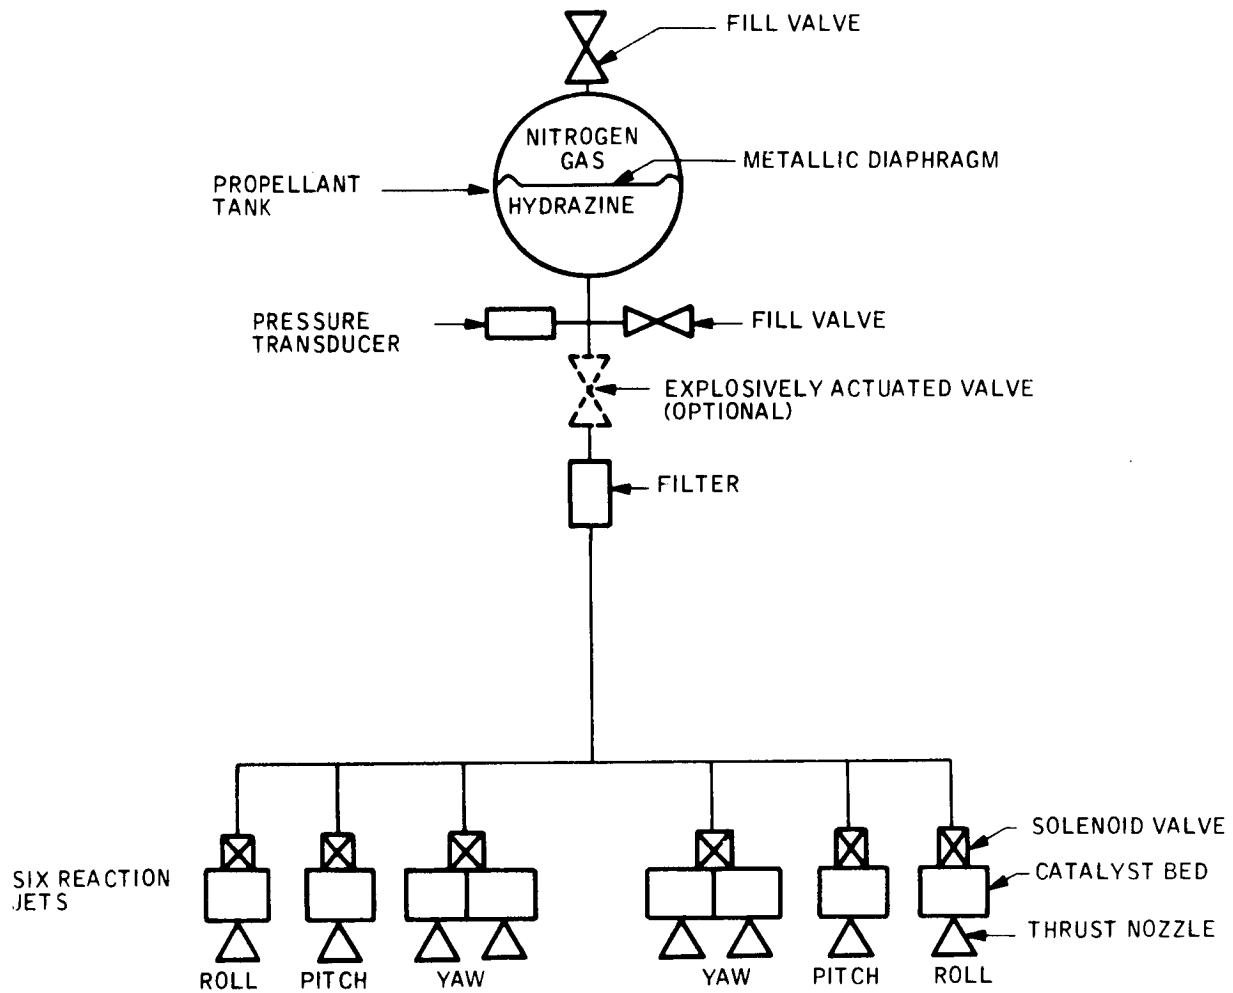 FILL VALVE
NITROGEN
GAS
METALLIC DIAPHRAGM
PROPELLANT
TANK
HYDRAZINE
PRESSURE
TRANSDUCER
FILL VALVE
EXPLOSIVELY ACTUATED VALVE
(OPTIONAL)
FILTER
SOLENOID VALVE
SIX REACTION
JETS
CATALYST BED
THRUST NOZZLE
ROLL
PITCH
YAW
YAW
PITCH
ROLL